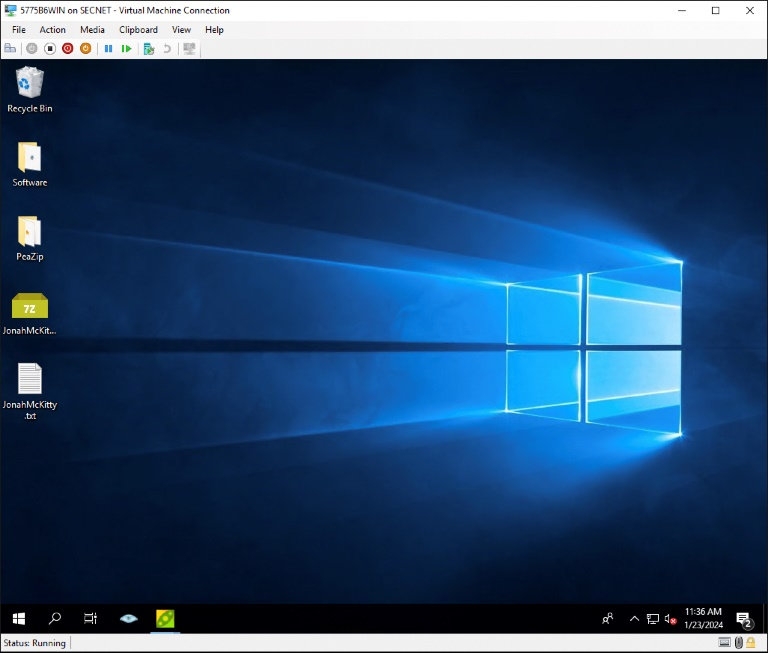 5775B6WIN on SECNET - Virtual Machine Connection
File Action Media Clipboard View Help
Recycle Bin
Software
PeaZip
7Z
JonahMcKit...
JonahMcKitty
.txt
11:36 AM
1/23/2024
2
Status: Running